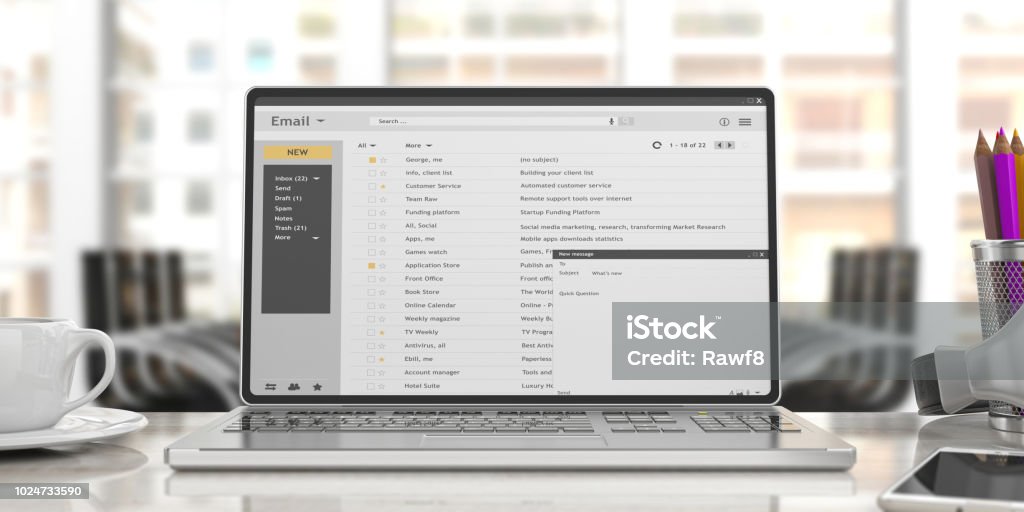 Email
Search ...
NEW
Inbox (22)
Send
Draft (1)
Spam
Notes
Trash (21)
More
All More 1 - 18 of 22
George, me (no subject)
Info, client list Building your client list
Customer Service Automated customer service
Team Raw Remote support tools over internet
Funding platform Startup Funding Platform
All, Social Social media marketing, research, transforming Market Research
Apps, me Mobile apps downloads statistics
Games watch Games, Free
Application Store Publish and
Front Office Front offic
Book Store The World
Online Calendar Online - P
Weekly magazine Weekly Bu
TV Weekly TV Progra
Antivirus, all Best Antiv
Ebill, me Paperless
Account manager Tools and
Hotel Suite Luxury Ho
New message
To
Subject What's new
Quick Question
Send
iStock™
Credit: Rawf8
1024733590